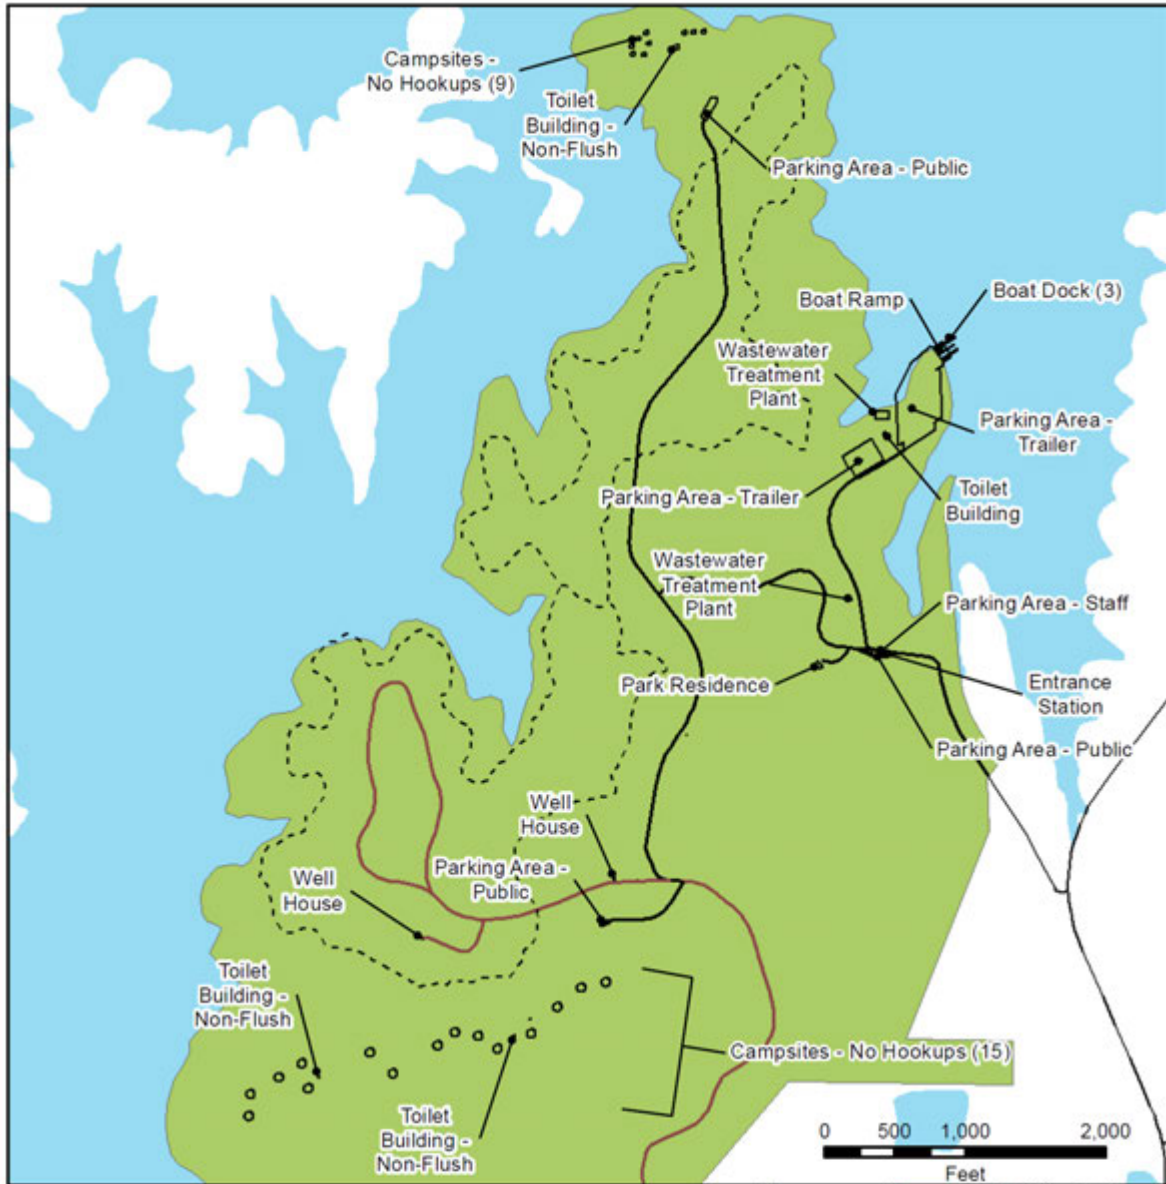 Campsites -
No Hookups (9)
Toilet
Building -
Non-Flush
Parking Area - Public
Boat Ramp
Boat Dock (3)
Wastewater
Treatment
Plant
Parking Area -
Trailer
Parking Area - Trailer
Toilet
Building
Wastewater
Treatment
Plant
Parking Area - Staff
Park Residence
Entrance
Station
Parking Area - Public
Well
House
Parking Area -
Public
Well
House
Toilet
Building -
Non-Flush
Campsites - No Hookups (15)
Toilet
Building -
Non-Flush
0 500 1,000 2,000
Feet